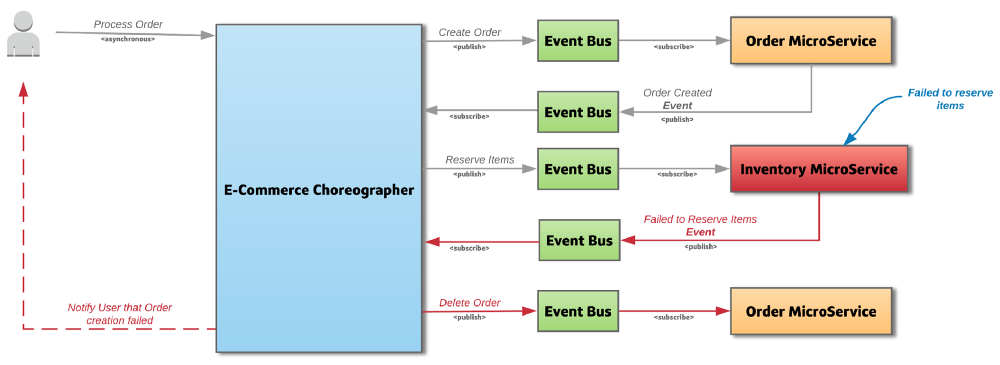 Process Order
<asynchronous>
Create Order
<publish>
Event Bus
<subscribe>
Order MicroService
Order Created
Event
<publish>
Event Bus
<subscribe>
Failed to reserve
items
Reserve Items
<publish>
Event Bus
<subscribe>
Inventory MicroService
E-Commerce Choreographer
Failed to Reserve Items
Event
<publish>
Event Bus
<subscribe>
Delete Order
<publish>
Event Bus
<subscribe>
Order MicroService
Notify User that Order
creation failed